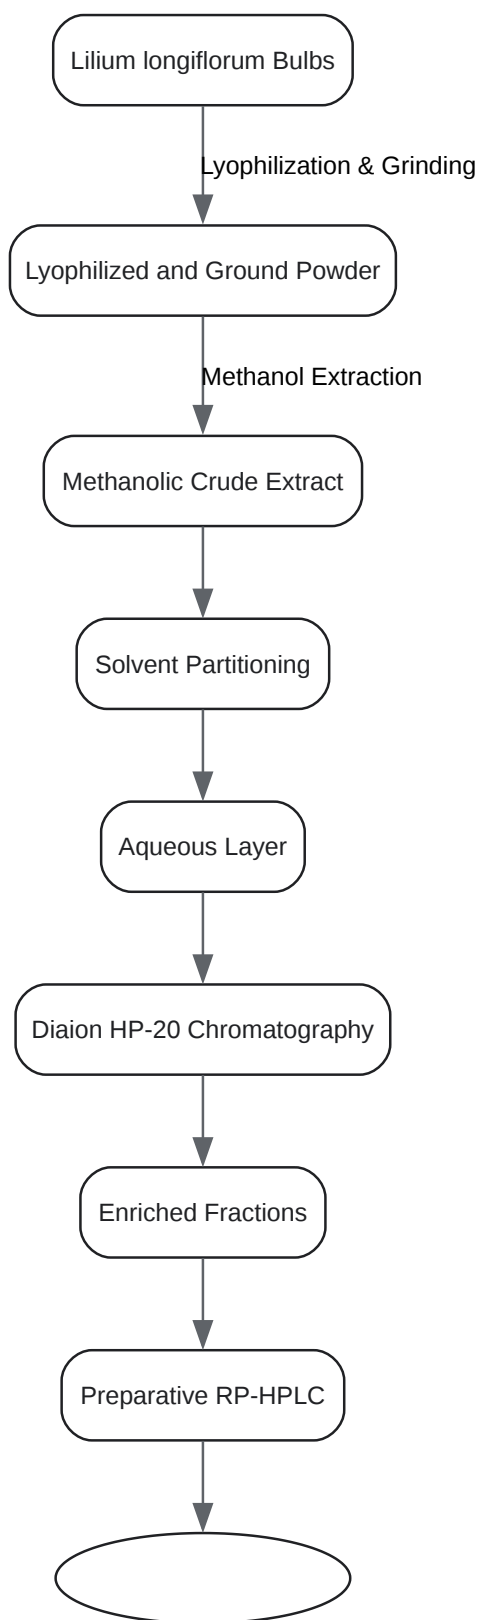 Lilium longiflorum Bulbs
Lyophilization & Grinding
Lyophilized and Ground Powder
Methanol Extraction
Methanolic Crude Extract
Solvent Partitioning
Aqueous Layer
Diaion HP-20 Chromatography
Enriched Fractions
Preparative RP-HPLC